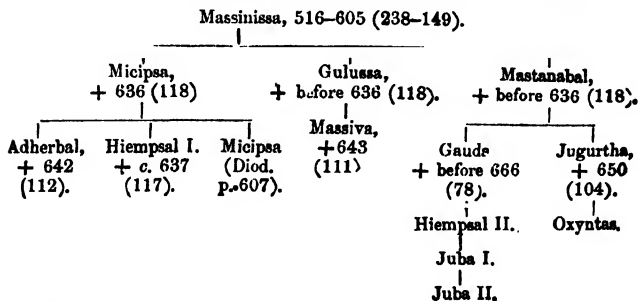 Massinissa, 516–605 (238–149).
Micipsa, Gulussa, Mastanabal,
+ 636 (118) + before 636 (118). + before 636 (118).
Adherbal, Hiempsal I. Micipsa Massiva, Gauda Jugurtha,
+ 642 + c. 637 (Diod. +643 + before 666 + 650
(112). (117). p. 607). (111) (78). (104).
Hiempsal II. Oxyntas.
Juba I.
Juba II.